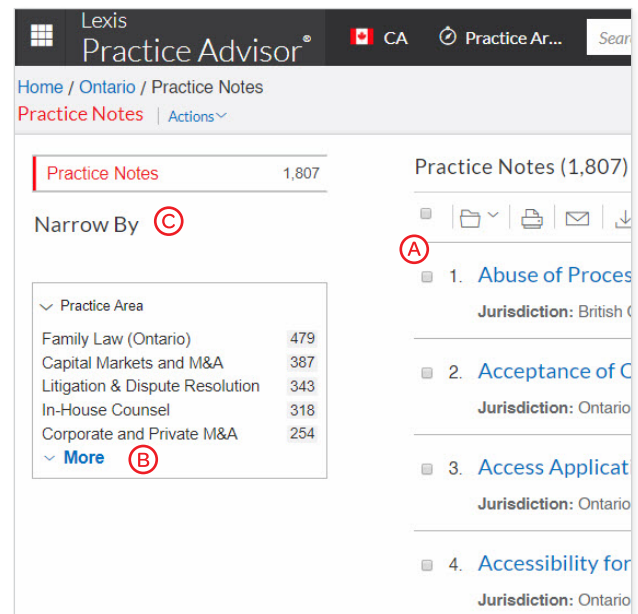 Lexis
Practice Advisor®
CA
Practice Ar...
Home / Ontario / Practice Notes
Practice Notes | Actions
Practice Notes 1,807
Narrow By C
Practice Area
Family Law (Ontario) 479
Capital Markets and M&A 387
Litigation & Dispute Resolution 343
In-House Counsel 318
Corporate and Private M&A 254
More B
Practice Notes (1,807)
A
1. Abuse of Proces
Jurisdiction: British
2. Acceptance of
Jurisdiction: Ontario
3. Access Applicat
Jurisdiction: Ontario
4. Accessibility for
Jurisdiction: Ontario